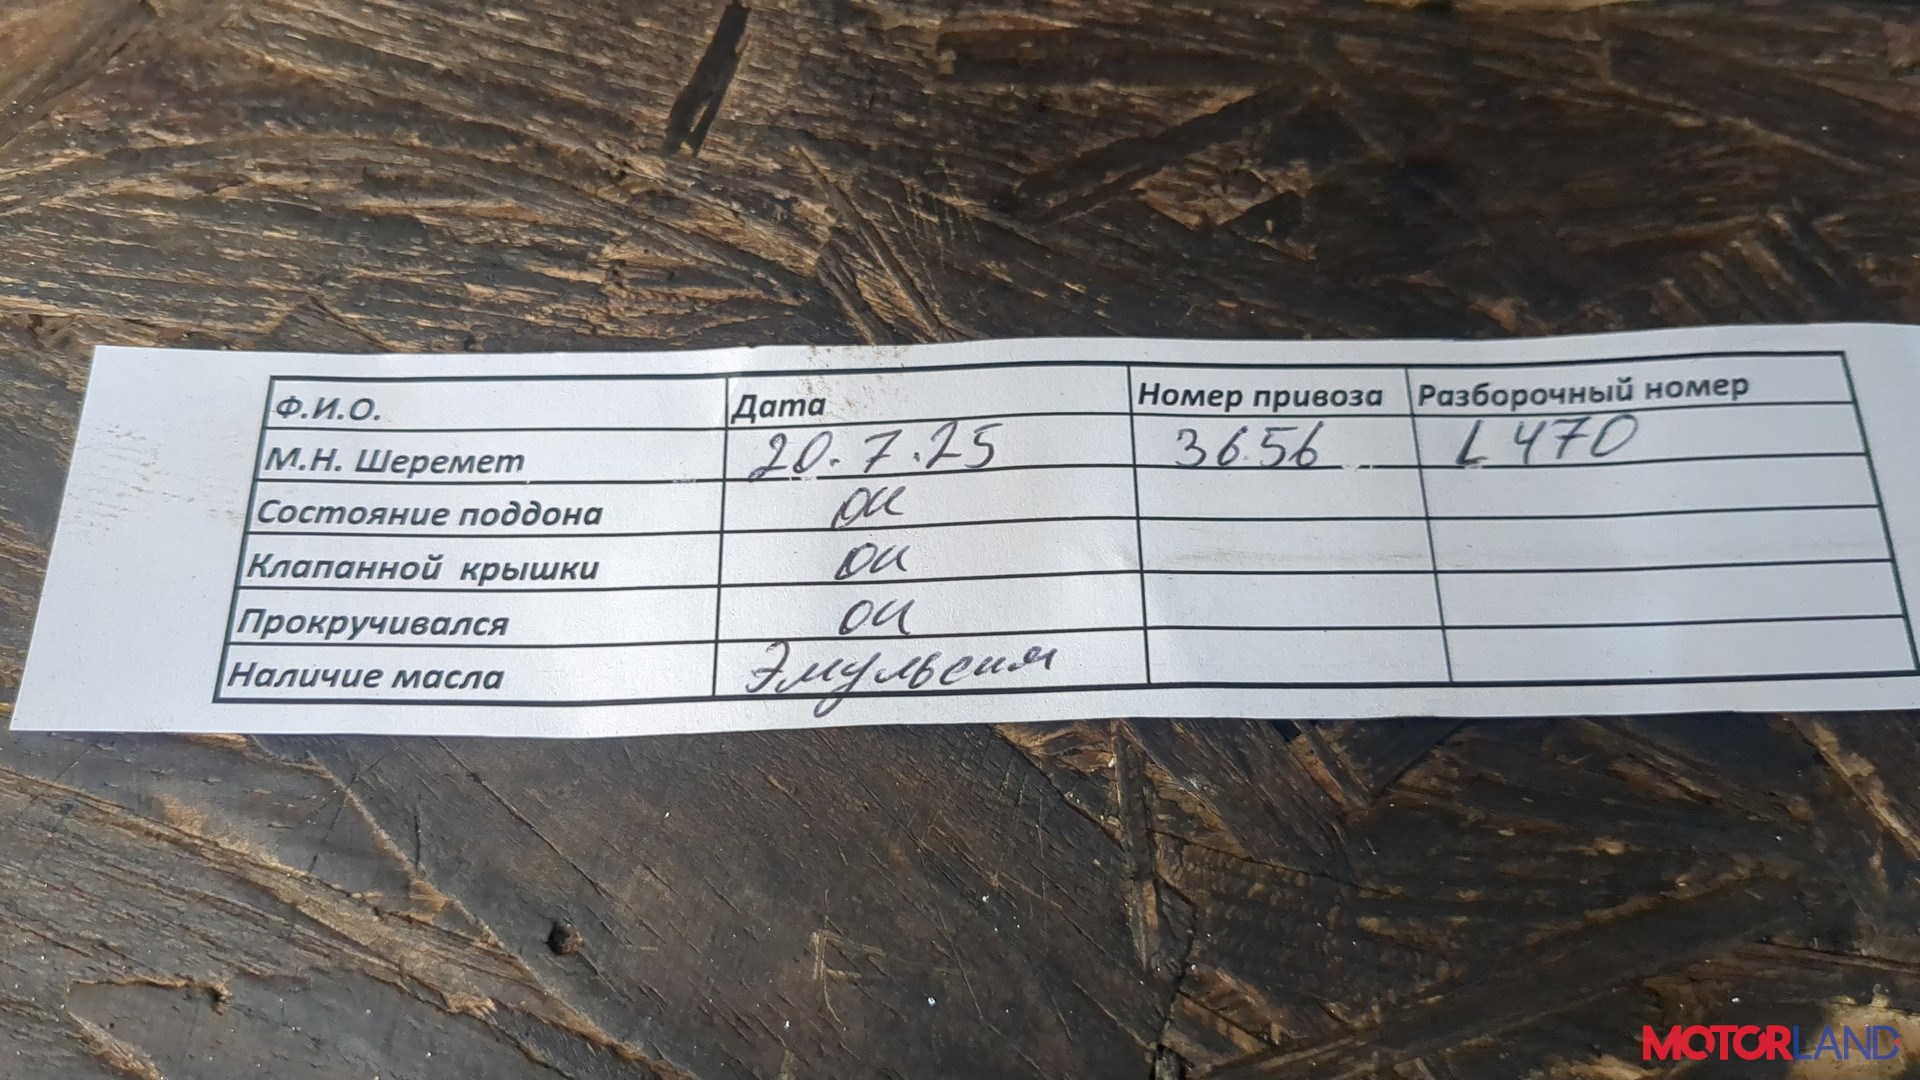 Ф.И.О. Дата Номер привоза Разборочный номер
М.Н. Шеремет 20.7.25 3656 L470
Состояние поддона ок
Клапанной крышки ок
Прокручивался ок
Наличие масла Эмульсия
MOTORLAND